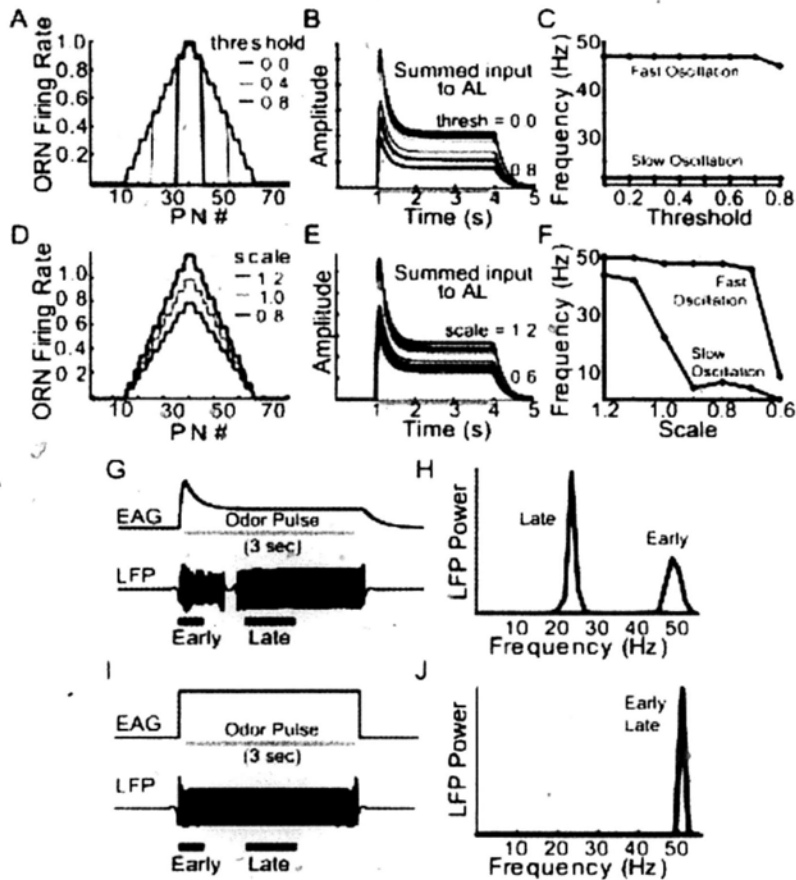 A
ORN Firing Rate
1.0
0.8
0.6
0.4
0.2
threshold
0 0
0 4
0 8
10 30 50 70
PN #
B
Amplitude
Summed input
to AL
thresh = 0 0
0 8
1 2 3 4 5
Time (s)
C
Frequency (Hz)
50
30
10
Fast Oscillation
Slow Oscillation
0.2 0.4 0.6 0.8
Threshold
D
ORN Firing Rate
1.0
0.8
0.6
0.4
0 2
scale
1 2
1.0
0 8
10 30 50 70
PN #
E
Amplitude
Summed input
to AL
scale = 1 2
0 6
1 2 3 4 5
Time (s)
F
Frequency (Hz)
50
30
10
Fast
Oscillation
Slow
Oscillation
1.2 1.0 0.8 0.6
Scale
G
EAG
Odor Pulse
(3 sec)
LFP
Early Late
H
LFP Power
Late
Early
10 20 30 40 50
Frequency (Hz)
I
EAG
Odor Pulse
(3 sec)
LFP
Early Late
J
LFP Power
Early
Late
10 20 30 40 50
Frequency (Hz)